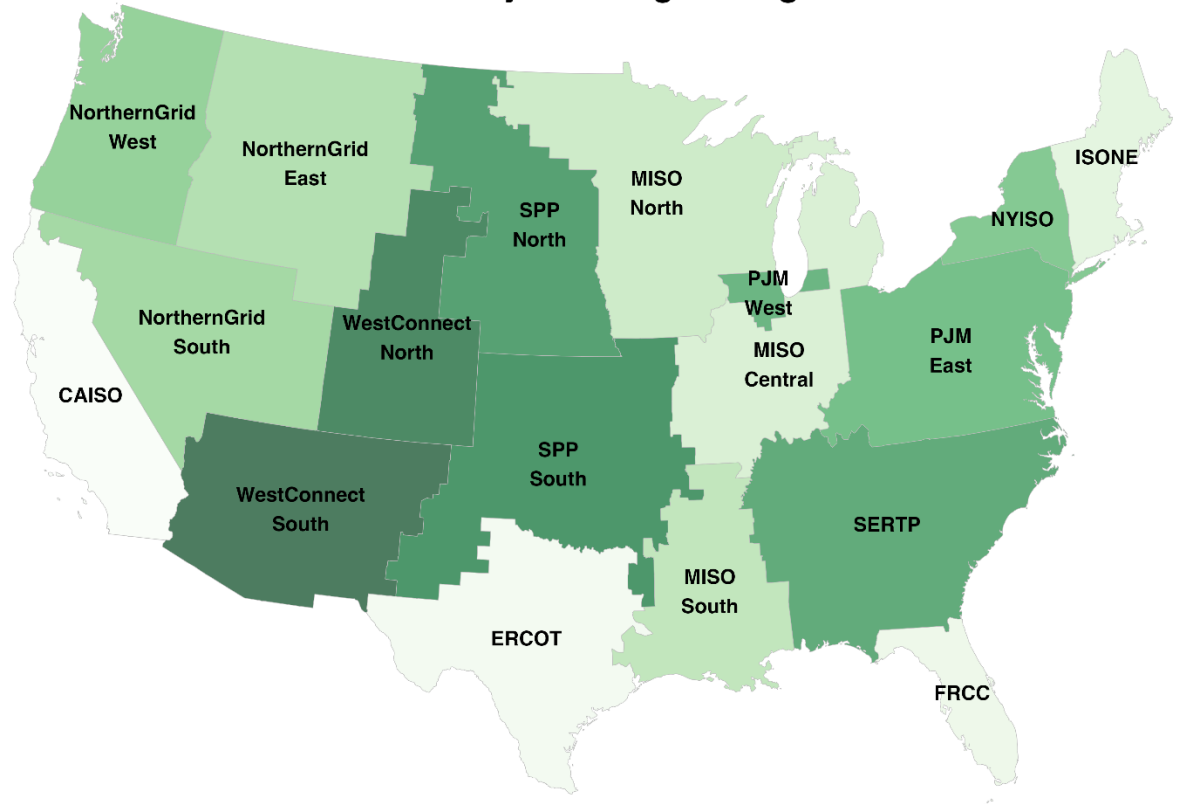 NorthernGrid
West
NorthernGrid
East
MISO
North
ISONE
SPP
North
NYISO
PJM
West
NorthernGrid
South
WestConnect
North
MISO
Central
PJM
East
CAISO
SPP
South
WestConnect
South
SERTP
MISO
South
ERCOT
FRCC